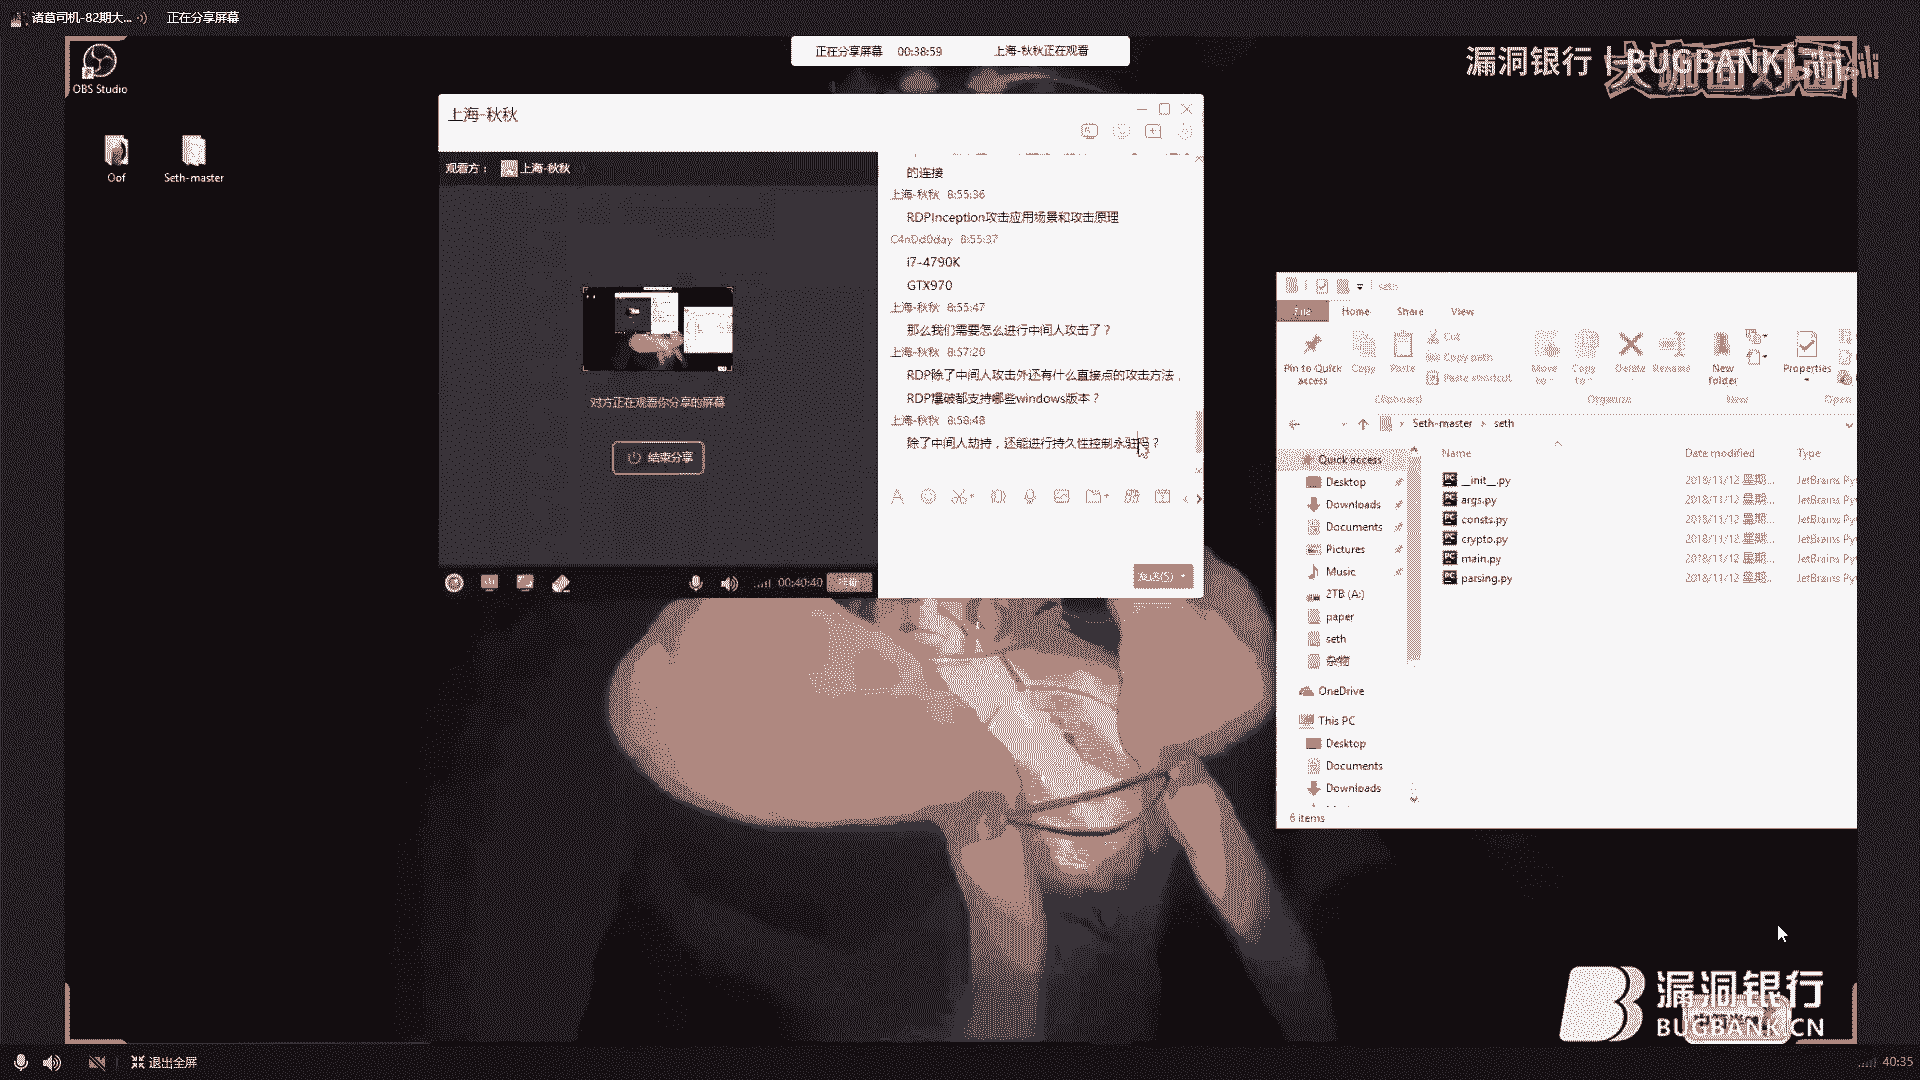 诸葛司机-82期大...
正在分享屏幕
正在分享屏幕 00:38:59 上海-秋秋正在观看
漏洞银行 | BUGBANK
OBS Studio
Oof
Seth-master
上海-秋秋
观看方： 上海-秋秋
对方正在观看你分享的屏幕
结束分享
00:40:40
的连接
上海-秋秋 8:55:36
RDPInception攻击应用场景和攻击原理
C4nDd0day 8:55:37
i7-4790K
GTX970
上海-秋秋 8:55:47
那么我们需要怎么进行中间人攻击了？
上海-秋秋 8:57:20
RDP除了中间人攻击外还有什么直接点的攻击方法，
RDP爆破都支持哪些windows版本？
上海-秋秋 8:58:48
除了中间人劫持，还能进行持久性控制永驻吗？
发送(S)
seth
File Home Share View
Pin to Quick access
Copy
Paste
Cut
Copy path
Paste shortcut
Clipboard
Move to
Copy to
Delete
Rename
Organize
New folder
New
Properties
Open
Seth-master › seth
Name Date modified Type
__init__.py 2018/11/12 星期... JetBrains Py
args.py 2018/11/12 星期... JetBrains Py
consts.py 2018/11/12 星期... JetBrains Py
crypto.py 2018/11/12 星期... JetBrains Py
main.py 2018/11/12 星期... JetBrains Py
parsing.py 2018/11/12 星期... JetBrains Py
Quick access
Desktop
Downloads
Documents
Pictures
Music
2TB (A:)
paper
seth
杂物
OneDrive
This PC
Desktop
Documents
Downloads
6 items
漏洞银行
BUGBANK.CN
退出全屏
40:35